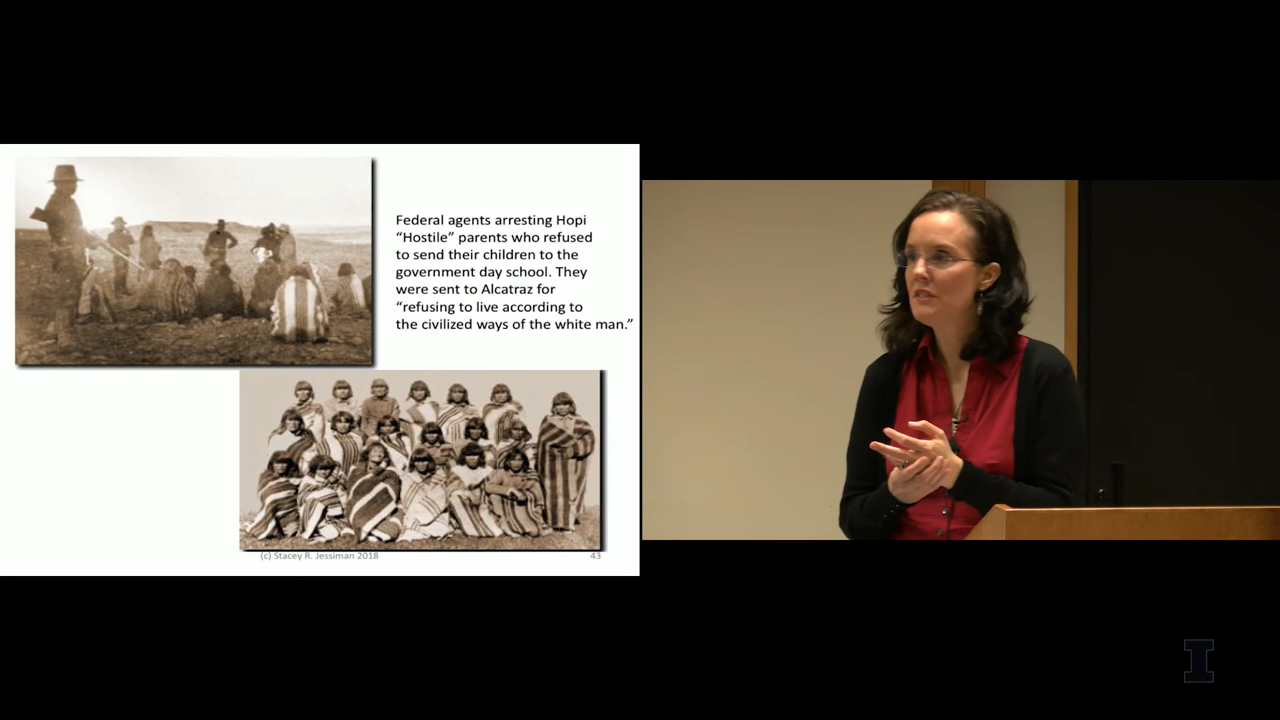 Federal agents arresting Hopi
“Hostile” parents who refused
to send their children to the
government day school. They
were sent to Alcatraz for
“refusing to live according to
the civilized ways of the white man.”
(c) Stacey R. Jessiman 2018
43
I